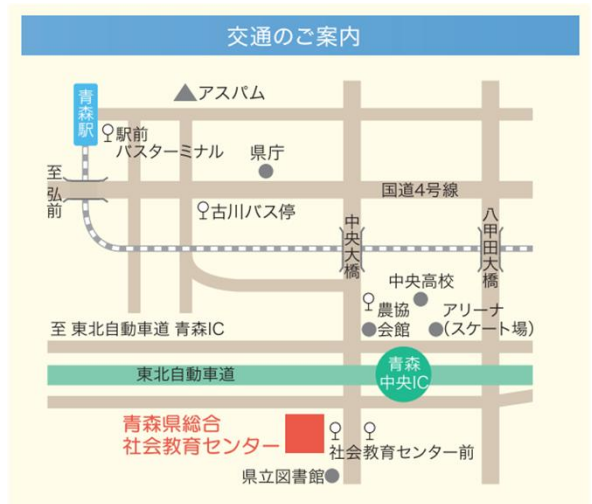 交通のご案内
アスパム
青森駅
駅前
バスターミナル
県庁
至弘前
国道4号線
古川バス停
中央大橋
八甲田大橋
中央高校
農協
会館
アリーナ
(スケート場)
至 東北自動車道 青森IC
青森
中央IC
東北自動車道
青森県総合
社会教育センター
社会教育センター前
県立図書館